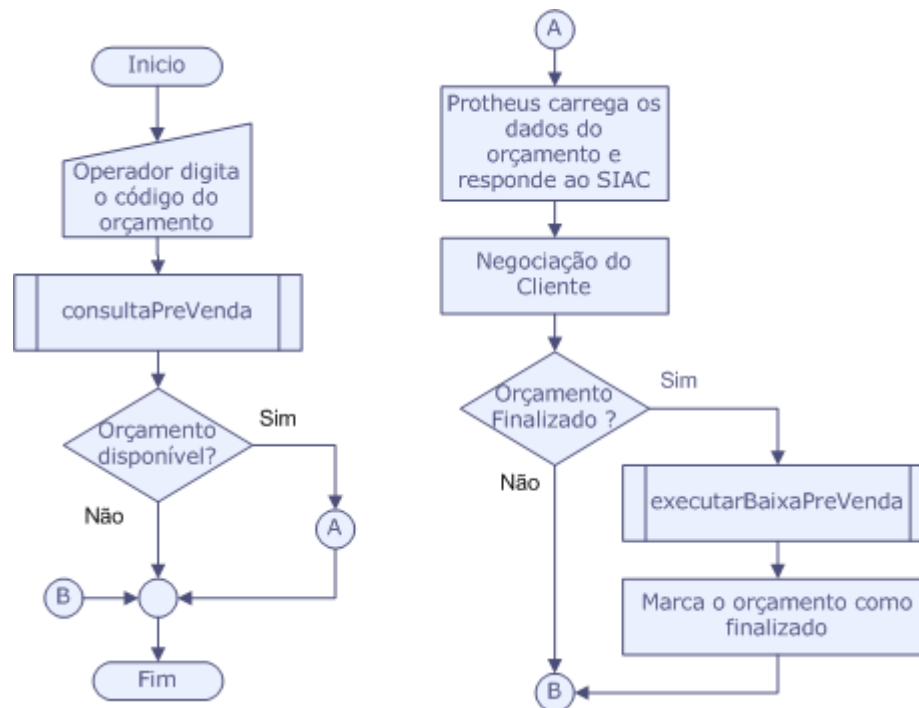 Inicio
Operador digita
o código do
orçamento
consultaPreVenda
Orçamento
disponível?
Sim
Não
A
B
Fim
A
Protheus carrega os
dados do
orçamento e
responde ao SIAC
Negociação do
Cliente
Orçamento
Finalizado ?
Sim
Não
executarBaixaPreVenda
Marca o orçamento como
finalizado
B